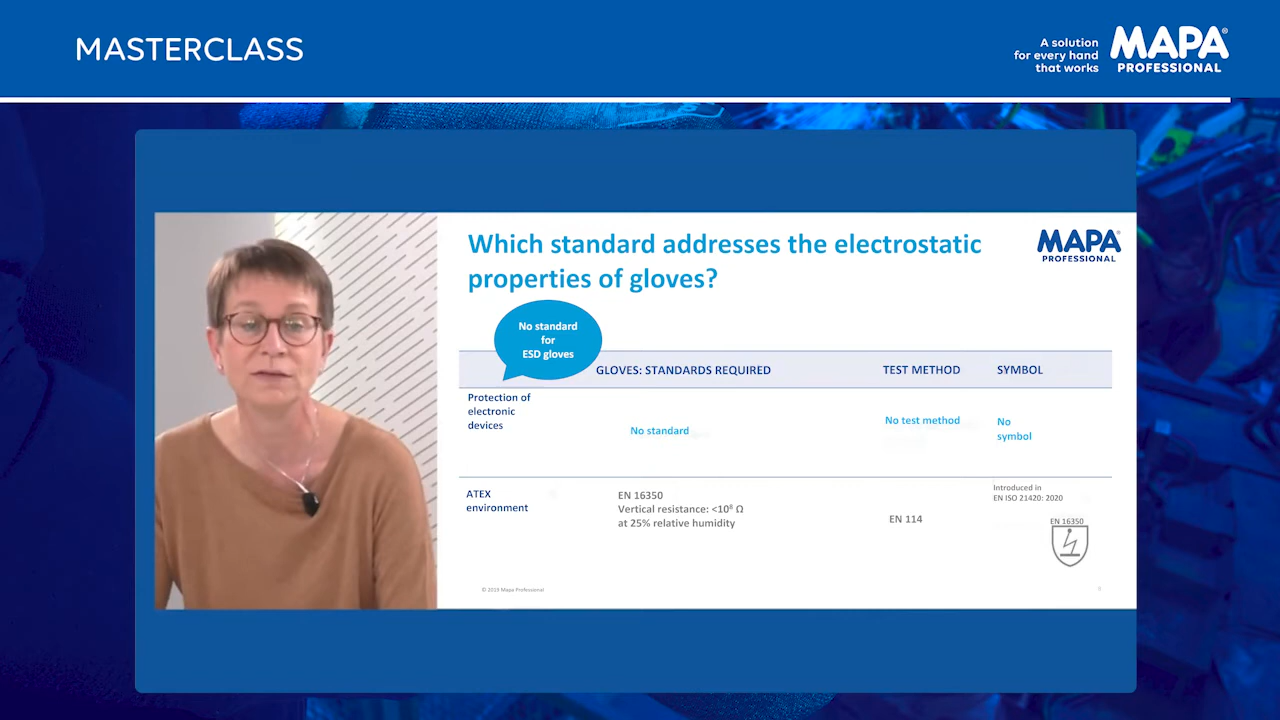 MASTERCLASS
A solution
for every hand
that works
MAPA®
PROFESSIONAL
Which standard addresses the electrostatic
properties of gloves?
MAPA®
PROFESSIONAL
No standard
for
ESD gloves
GLOVES: STANDARDS REQUIRED
TEST METHOD
SYMBOL
Protection of
electronic
devices
No standard
No test method
No
symbol
ATEX
environment
EN 16350
Vertical resistance: <10⁸ Ω
at 25% relative humidity
EN 114
Introduced in
EN ISO 21420: 2020
EN 16350
© 2019 Mapa Professional